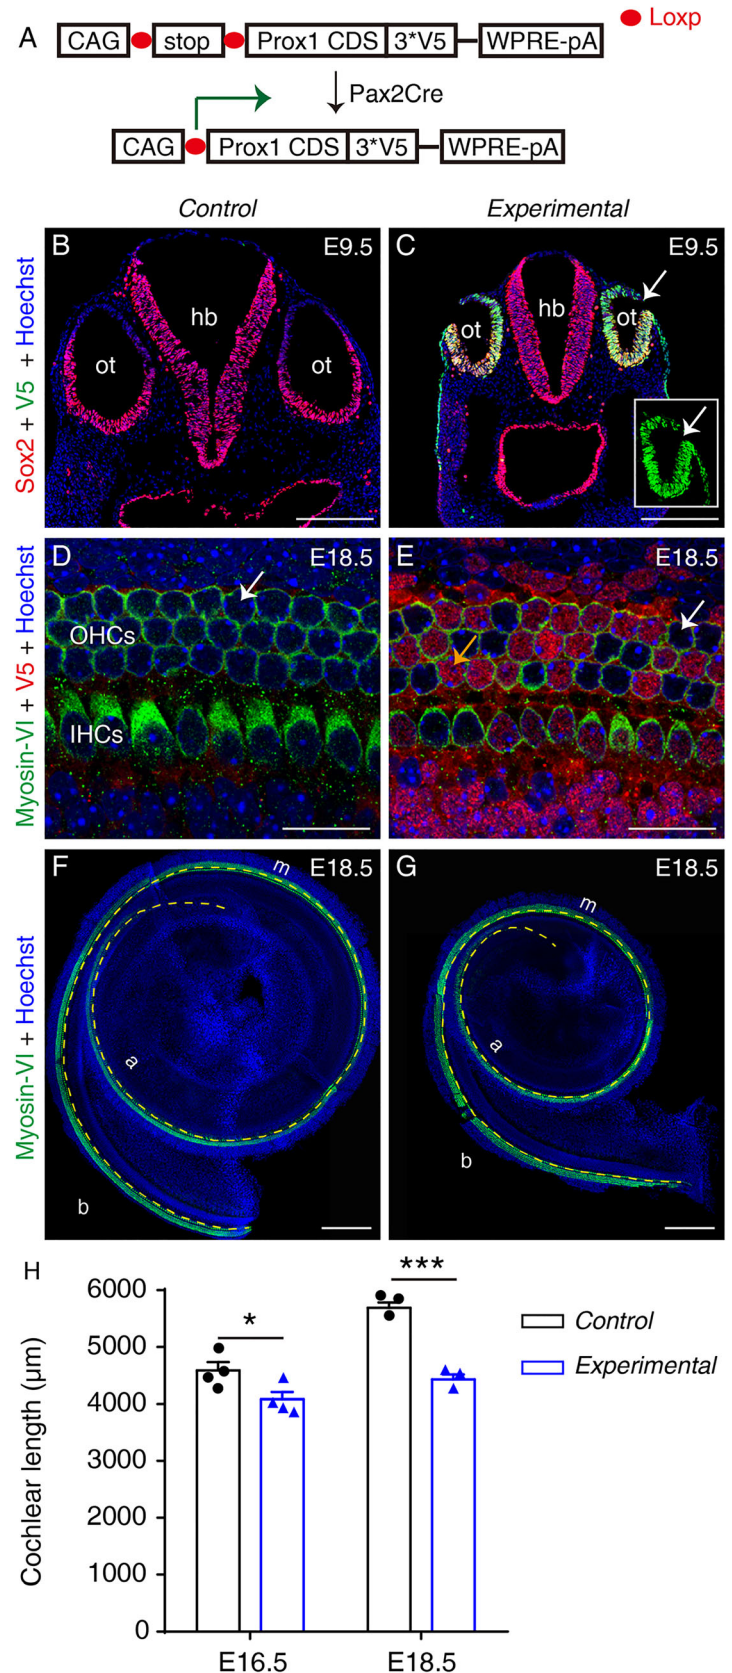 A CAG stop Prox1 CDS 3*V5 WPRE-pA Loxp
Pax2Cre
CAG Prox1 CDS 3*V5 WPRE-pA
Control Experimental
Sox2 + V5 + Hoechst
B E9.5
hb
ot ot
C E9.5
hb
ot ot
Myosin-VI + V5 + Hoechst
D E18.5
OHCs
IHCs
E E18.5
Myosin-VI + Hoechst
F m E18.5
a
b
G E18.5
m
a
b
H
Cochlear length (μm)
6000
5000
4000
3000
2000
1000
0
*
***
Control
Experimental
E16.5 E18.5